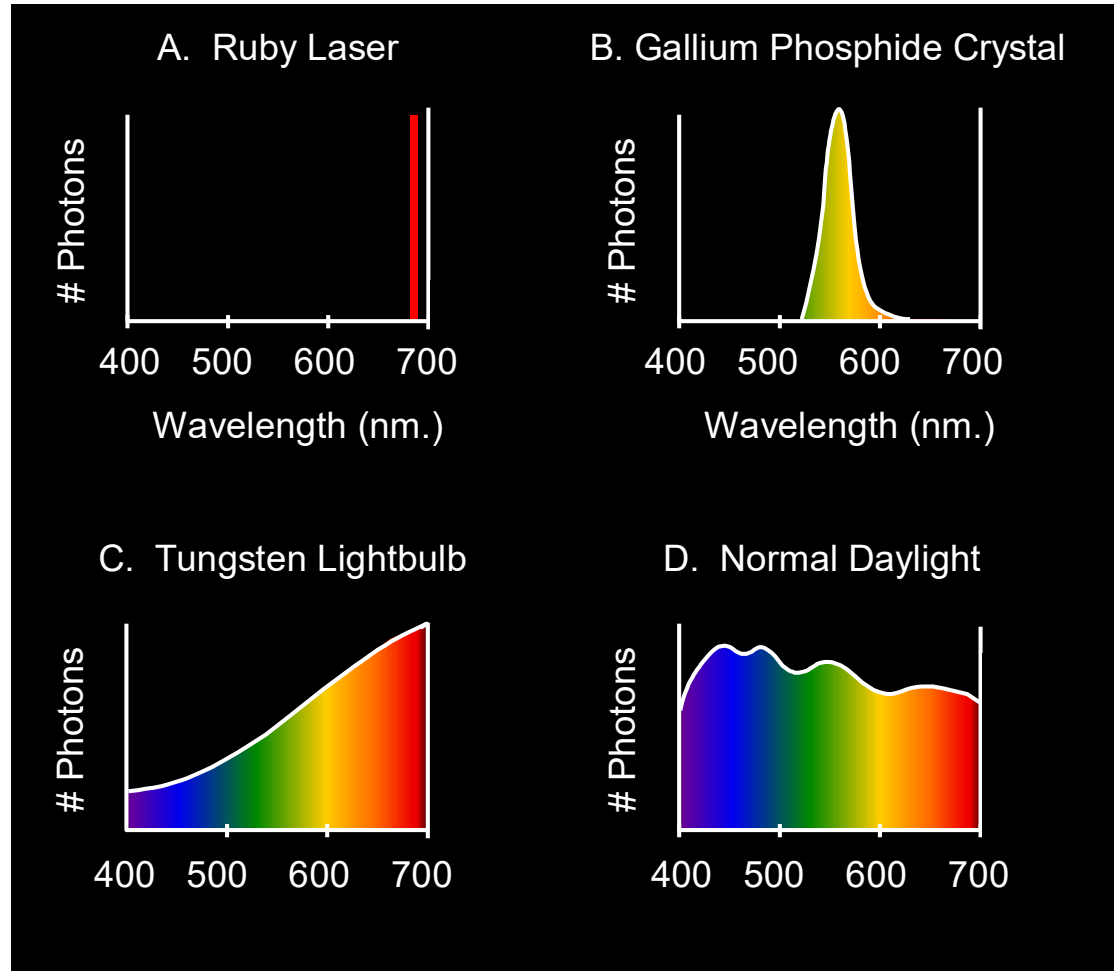 A. Ruby Laser
# Photons
400 500 600 700
Wavelength (nm.)
B. Gallium Phosphide Crystal
# Photons
400 500 600 700
Wavelength (nm.)
C. Tungsten Lightbulb
# Photons
400 500 600 700
D. Normal Daylight
# Photons
400 500 600 700